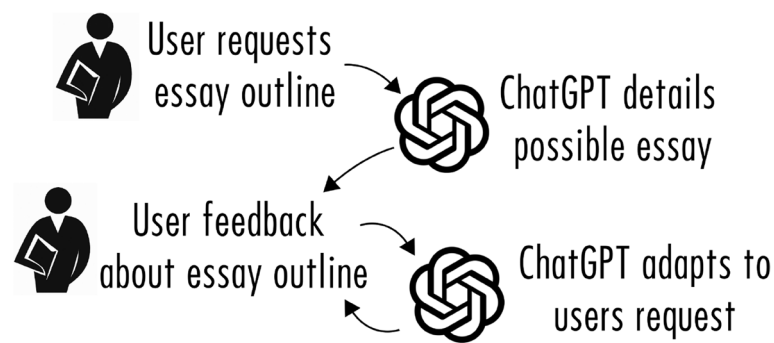 User requests
essay outline
ChatGPT details
possible essay
User feedback
about essay outline
ChatGPT adapts to
users request